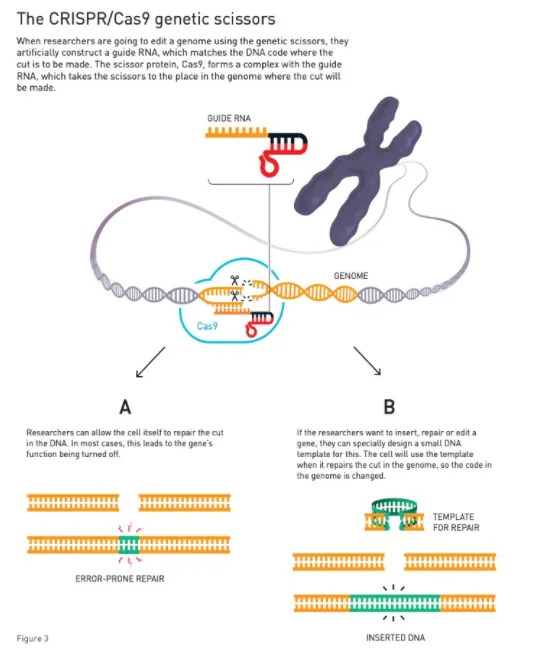 The CRISPR/Cas9 genetic scissors
When researchers are going to edit a genome using the genetic scissors, they
artificially construct a guide RNA, which matches the DNA code where the
cut is to be made. The scissor protein, Cas9, forms a complex with the guide
RNA, which takes the scissors to the place in the genome where the cut will
be made.
GUIDE RNA
GENOME
Cas9
A
Researchers can allow the cell itself to repair the cut
in the DNA. In most cases, this leads to the gene's
function being turned off.
ERROR-PRONE REPAIR
B
If the researchers want to insert, repair or edit a
gene, they can specially design a small DNA
template for this. The cell will use the template
when it repairs the cut in the genome, so the code in
the genome is changed.
TEMPLATE
FOR REPAIR
INSERTED DNA
Figure 3